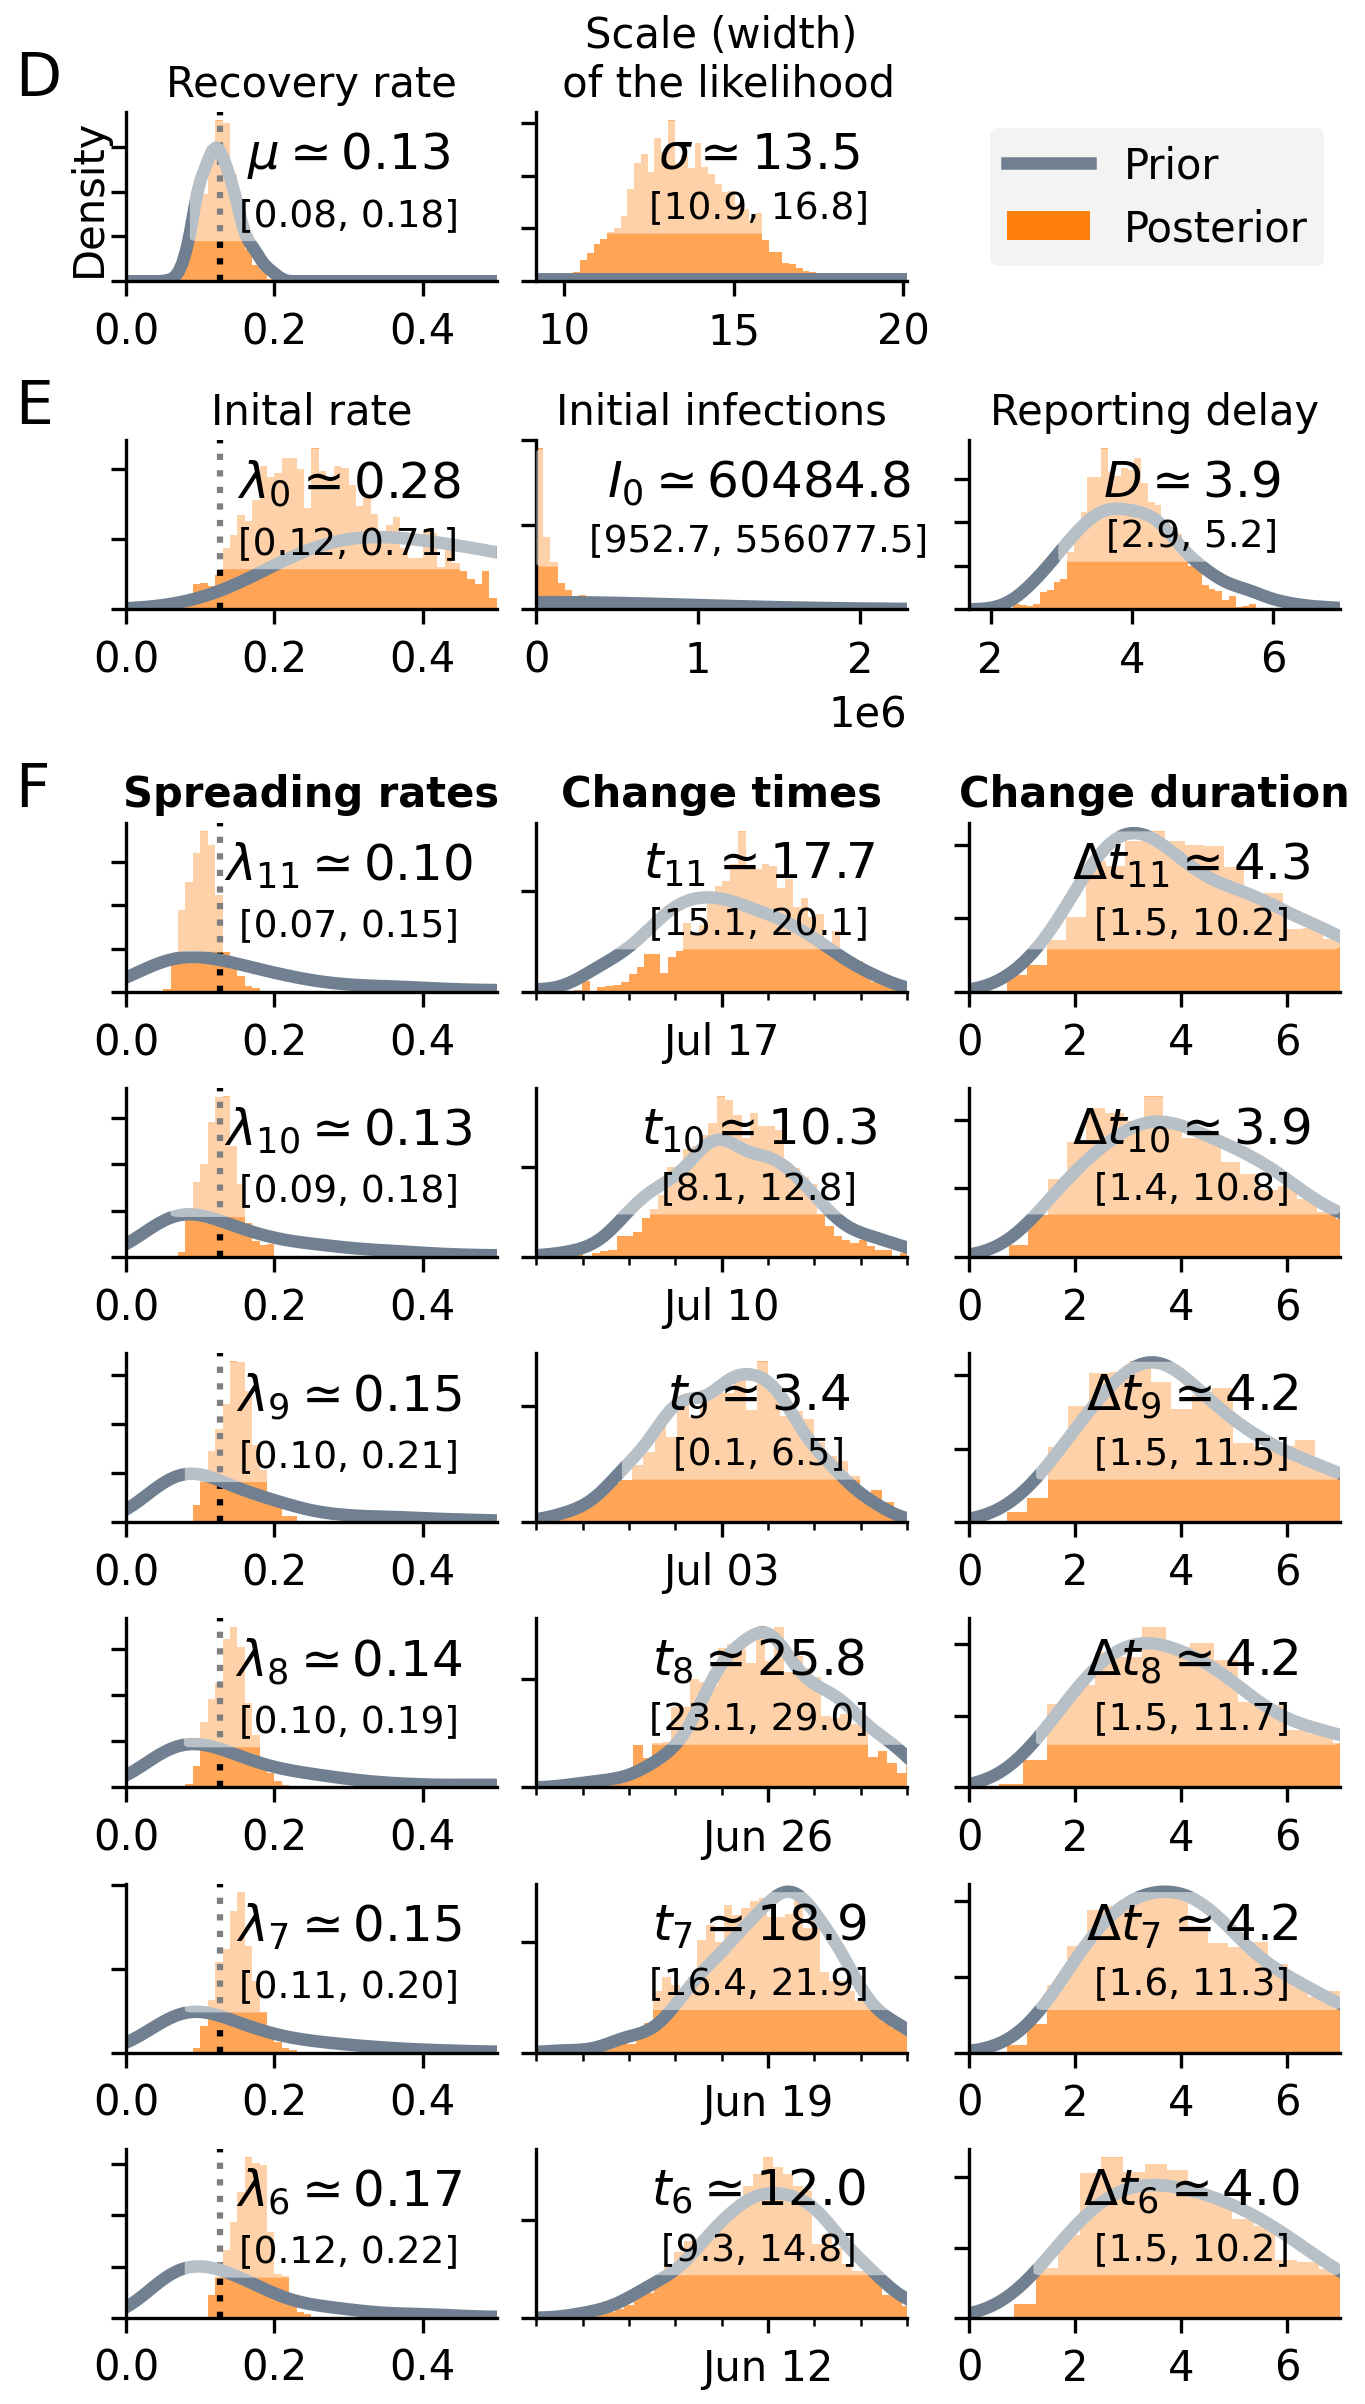 D
Scale (width)
Recovery rate
of the likelihood
Density
μ ≃ 0.13
[0.08, 0.18]
σ ≃ 13.5
[10.9, 16.8]
Prior
Posterior
0.0 0.2 0.4
10 15 20
E
Inital rate
Initial infections
Reporting delay
λ0 ≃ 0.28
[0.12, 0.71]
I0 ≃ 60484.8
[952.7, 556077.5]
D ≃ 3.9
[2.9, 5.2]
0.0 0.2 0.4
0 1 2
1e6
2 4 6
F
Spreading rates
Change times
Change duration
λ11 ≃ 0.10
[0.07, 0.15]
t11 ≃ 17.7
[15.1, 20.1]
Δt11 ≃ 4.3
[1.5, 10.2]
0.0 0.2 0.4
Jul 17
0 2 4 6
λ10 ≃ 0.13
[0.09, 0.18]
t10 ≃ 10.3
[8.1, 12.8]
Δt10 ≃ 3.9
[1.4, 10.8]
0.0 0.2 0.4
Jul 10
0 2 4 6
λ9 ≃ 0.15
[0.10, 0.21]
t9 ≃ 3.4
[0.1, 6.5]
Δt9 ≃ 4.2
[1.5, 11.5]
0.0 0.2 0.4
Jul 03
0 2 4 6
λ8 ≃ 0.14
[0.10, 0.19]
t8 ≃ 25.8
[23.1, 29.0]
Δt8 ≃ 4.2
[1.5, 11.7]
0.0 0.2 0.4
Jun 26
0 2 4 6
λ7 ≃ 0.15
[0.11, 0.20]
t7 ≃ 18.9
[16.4, 21.9]
Δt7 ≃ 4.2
[1.6, 11.3]
0.0 0.2 0.4
Jun 19
0 2 4 6
λ6 ≃ 0.17
[0.12, 0.22]
t6 ≃ 12.0
[9.3, 14.8]
Δt6 ≃ 4.0
[1.5, 10.2]
0.0 0.2 0.4
Jun 12
0 2 4 6